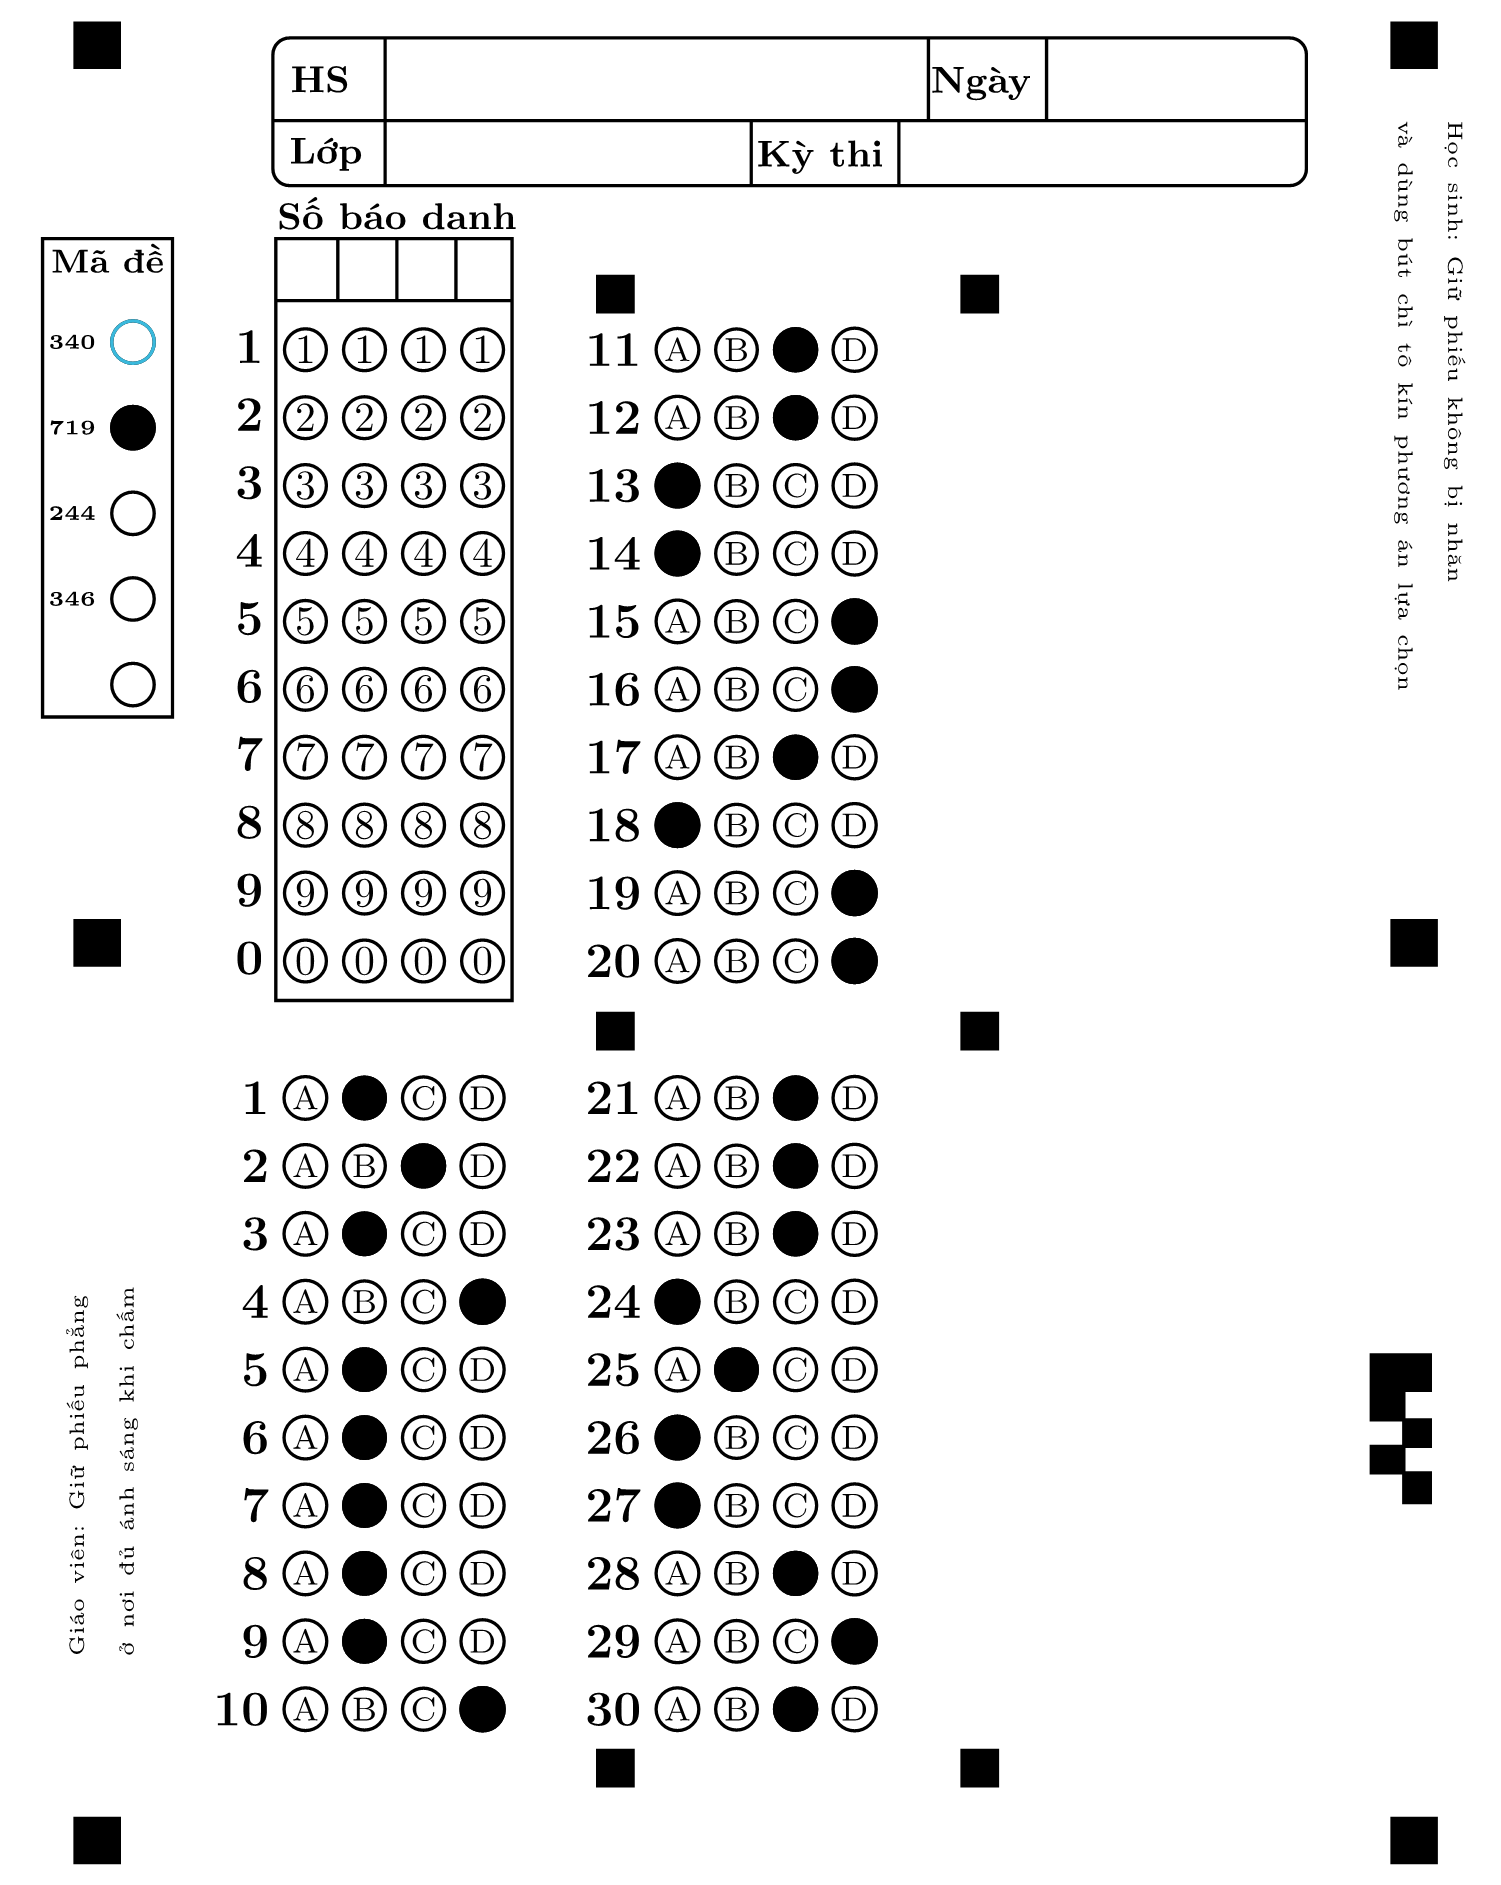 HS
Ngày
Lớp
Kỳ thi
Học sinh: Giữ phiếu không bị nhăn
và dùng bút chì tô kín phương án lựa chọn
Mã đề
340
719
244
346
Số báo danh
1 1 1 1 1
2 2 2 2 2
3 3 3 3 3
4 4 4 4 4
5 5 5 5 5
6 6 6 6 6
7 7 7 7 7
8 8 8 8 8
9 9 9 9 9
0 0 0 0 0
11 A B D
12 A B D
13 B C D
14 B C D
15 A B C
16 A B C
17 A B D
18 B C D
19 A B C
20 A B C
1 A C D
2 A B D
3 A C D
4 A B C
5 A C D
6 A C D
7 A C D
8 A C D
9 A C D
10 A B C
21 A B D
22 A B D
23 A B D
24 B C D
25 A C D
26 B C D
27 B C D
28 A B D
29 A B C
30 A B D
Giáo viên: Giữ phiếu phẳng
ở nơi đủ ánh sáng khi chấm